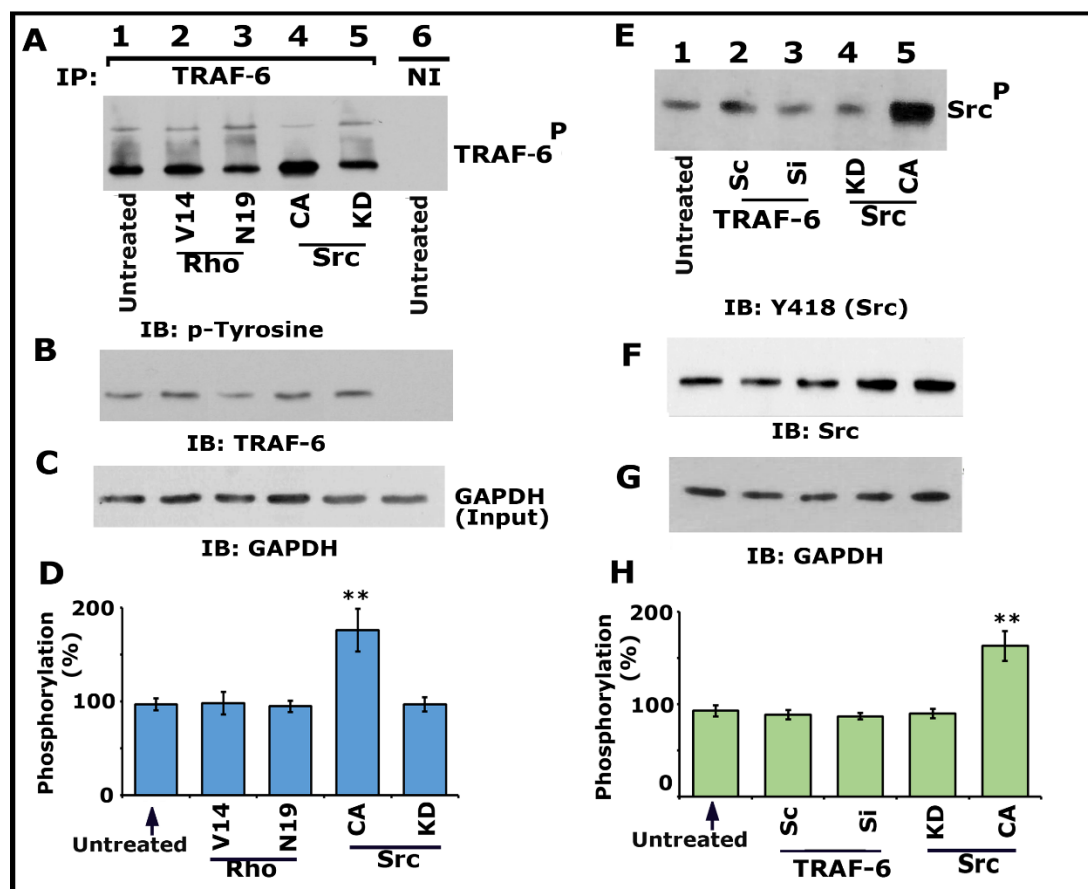 A
1 2 3 4 5 6
IP: TRAF-6 NI
P
TRAF-6
Untreated V14 N19 CA KD Untreated
Rho Src
IB: p-Tyrosine
B
IB: TRAF-6
C
GAPDH
(Input)
IB: GAPDH
D
Phosphorylation
(%)
200
100
0
**
Untreated
V14 N19 CA KD
Rho Src
E
1 2 3 4 5
P
Src
Untreated Sc Si KD CA
TRAF-6 Src
IB: Y418 (Src)
F
IB: Src
G
IB: GAPDH
H
Phosphorylation
(%)
200
100
0
**
Untreated
Sc Si KD CA
TRAF-6 Src